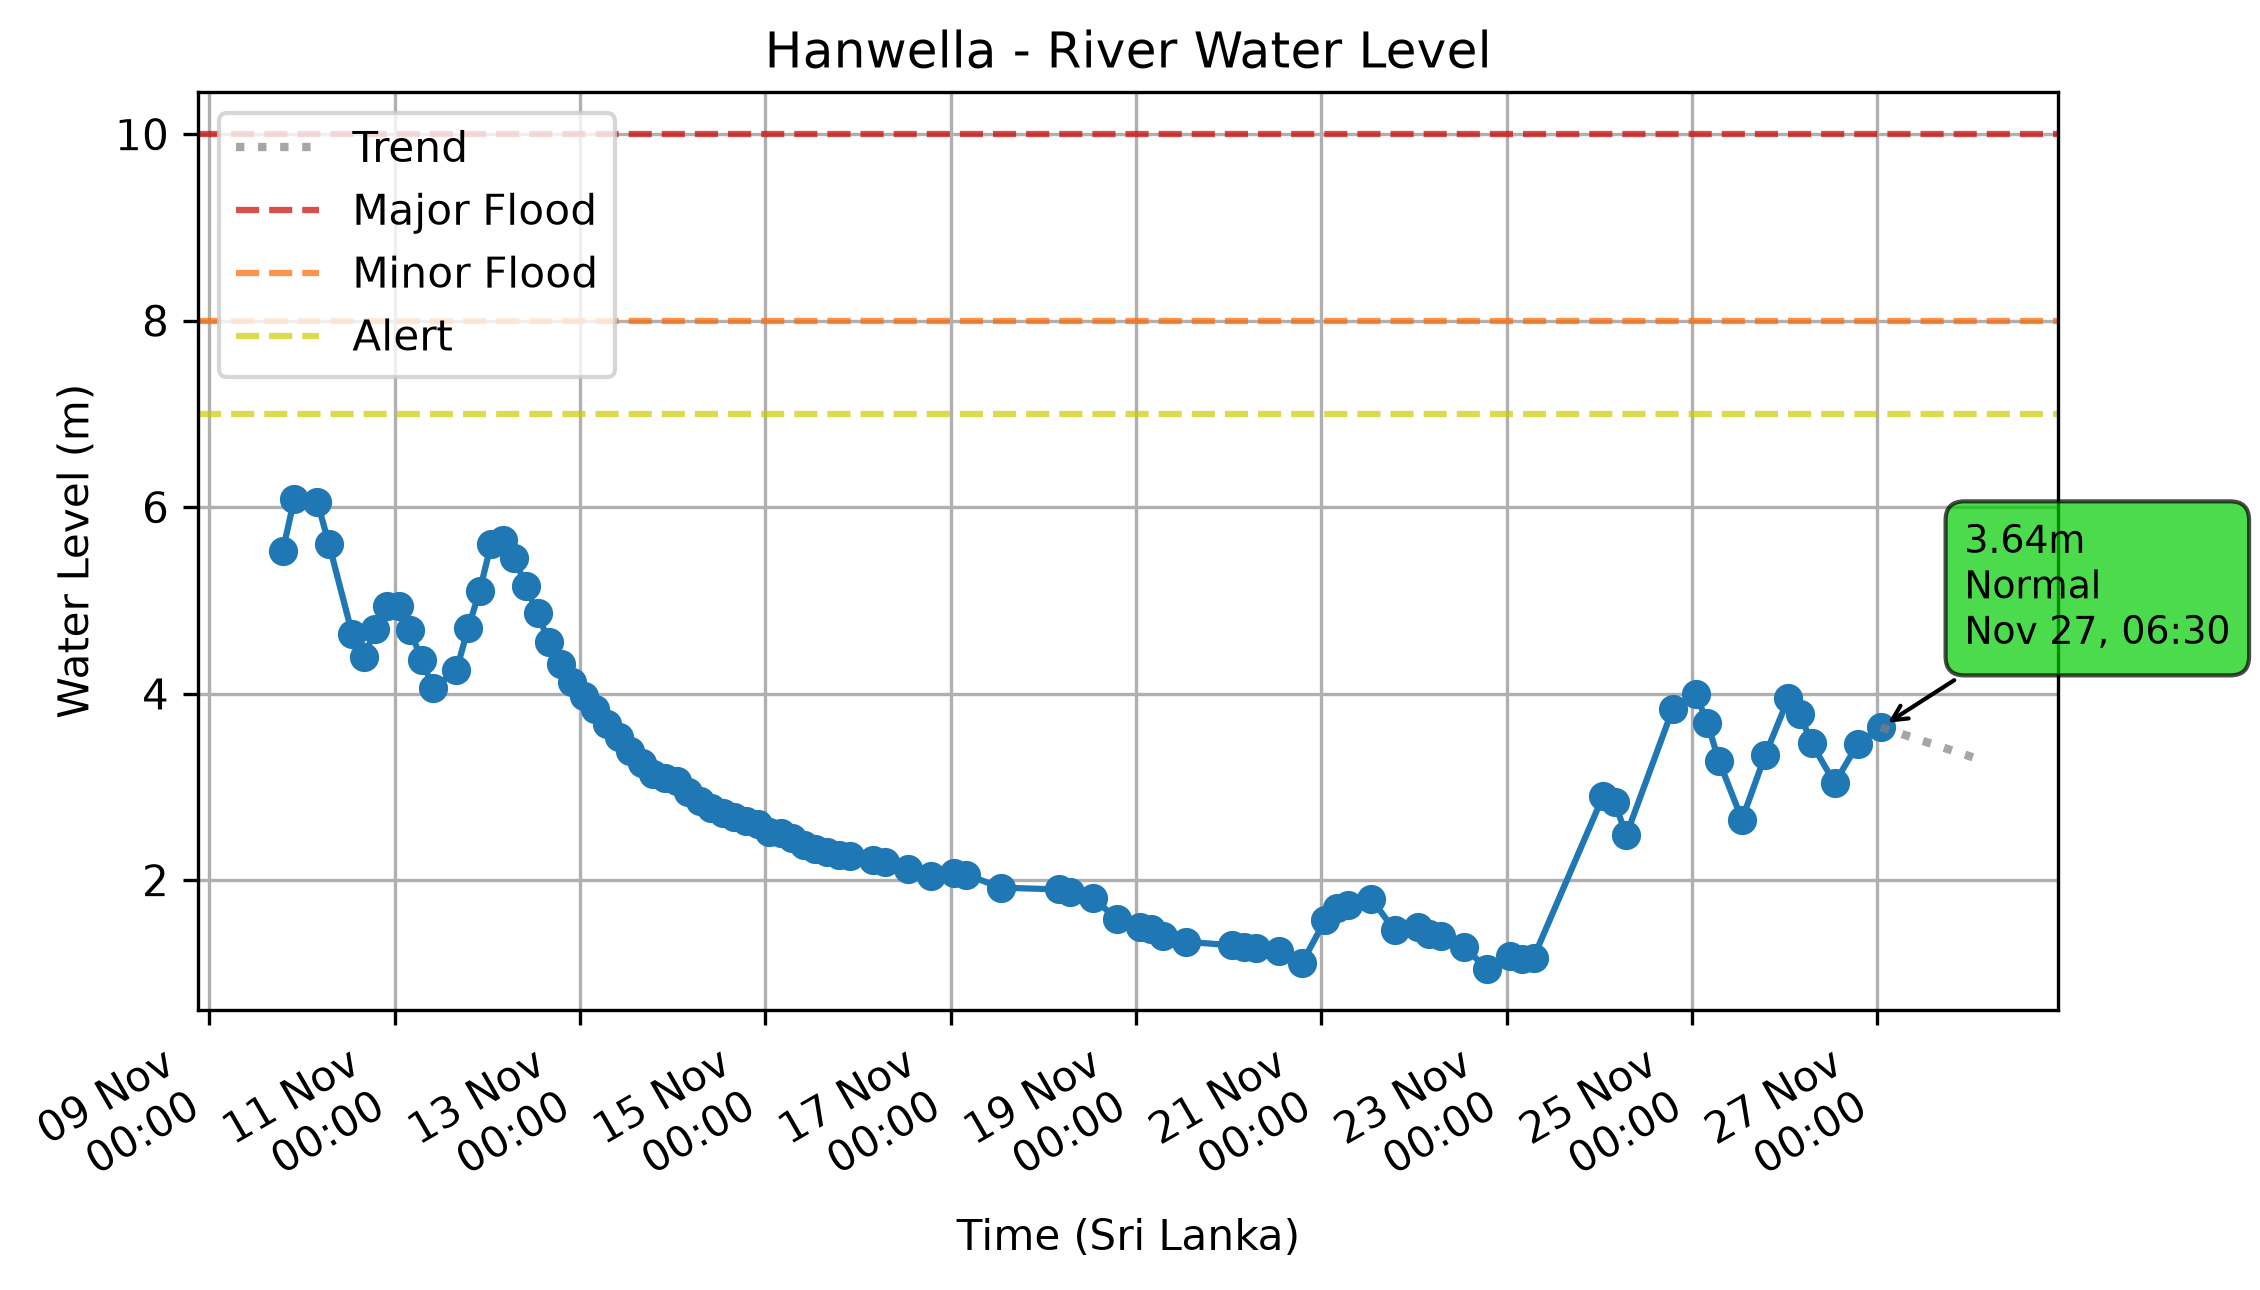 Hanwella - River Water Level
Trend
Major Flood
Minor Flood
Alert
10
8
6
4
2
Water Level (m)
3.64m
Normal
Nov 27, 06:30
09 Nov
00:00
11 Nov
00:00
13 Nov
00:00
15 Nov
00:00
17 Nov
00:00
19 Nov
00:00
21 Nov
00:00
23 Nov
00:00
25 Nov
00:00
27 Nov
00:00
Time (Sri Lanka)